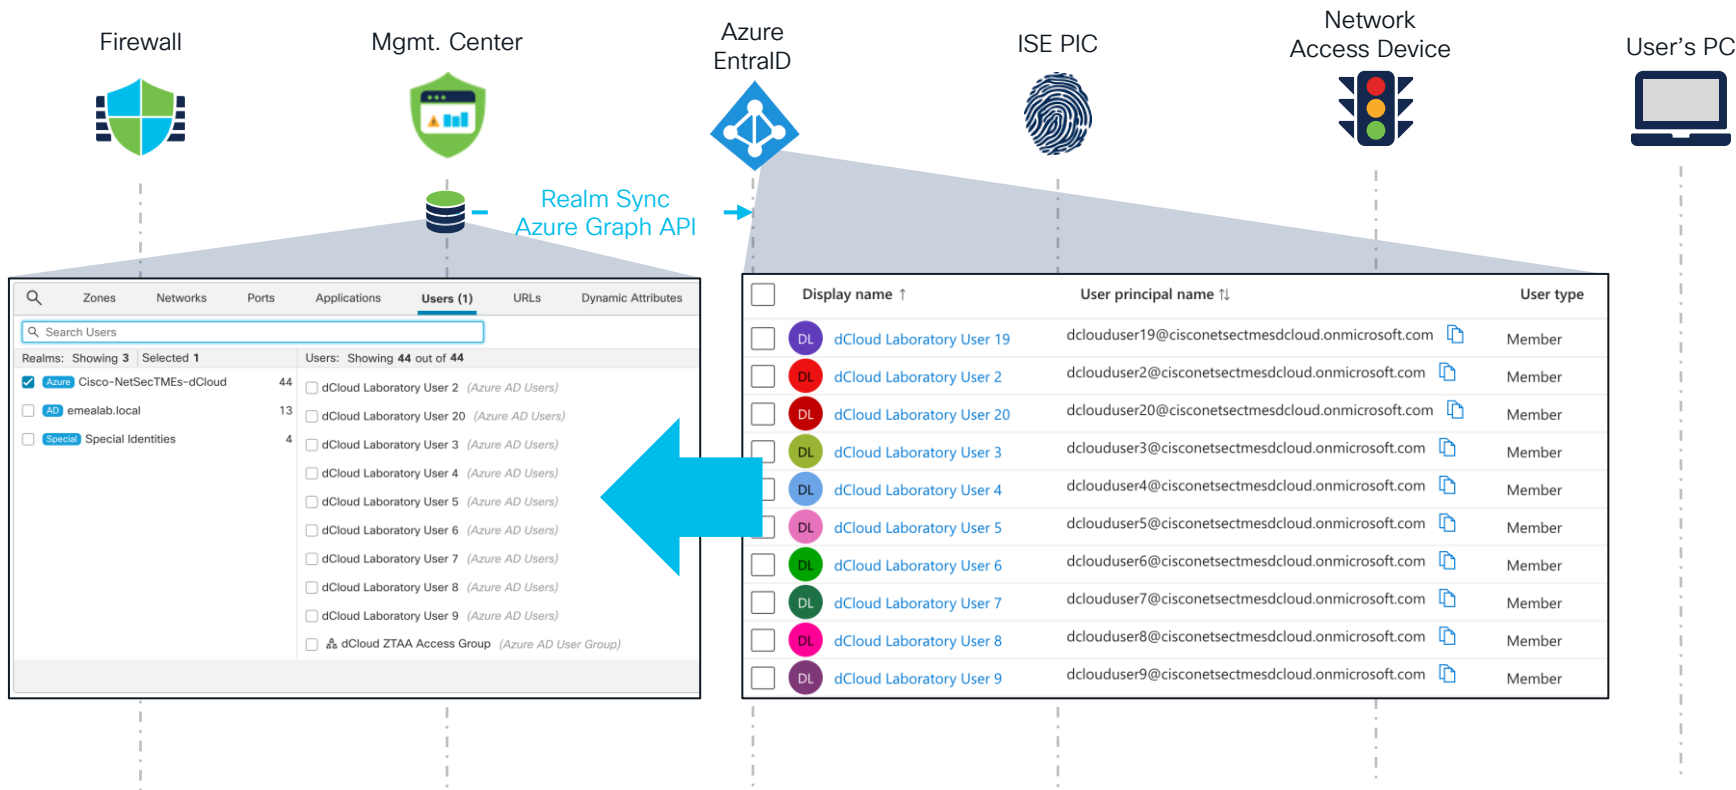 Firewall
Mgmt. Center
Azure
EntraID
ISE PIC
Network
Access Device
User's PC
Realm Sync
Azure Graph API
Zones Networks Ports Applications Users (1) URLs Dynamic Attributes
Search Users
Realms: Showing 3 Selected 1
Azure Cisco-NetSecTMEs-dCloud 44
AD emealab.local 13
Special Special Identities 4
Users: Showing 44 out of 44
dCloud Laboratory User 2 (Azure AD Users)
dCloud Laboratory User 20 (Azure AD Users)
dCloud Laboratory User 3 (Azure AD Users)
dCloud Laboratory User 4 (Azure AD Users)
dCloud Laboratory User 5 (Azure AD Users)
dCloud Laboratory User 6 (Azure AD Users)
dCloud Laboratory User 7 (Azure AD Users)
dCloud Laboratory User 8 (Azure AD Users)
dCloud Laboratory User 9 (Azure AD Users)
dCloud ZTAA Access Group (Azure AD User Group)
Display name ↑ User principal name ↑↓ User type
DL dCloud Laboratory User 19 dclouduser19@cisconetsectmesdcloud.onmicrosoft.com Member
DL dCloud Laboratory User 2 dclouduser2@cisconetsectmesdcloud.onmicrosoft.com Member
DL dCloud Laboratory User 20 dclouduser20@cisconetsectmesdcloud.onmicrosoft.com Member
DL dCloud Laboratory User 3 dclouduser3@cisconetsectmesdcloud.onmicrosoft.com Member
DL dCloud Laboratory User 4 dclouduser4@cisconetsectmesdcloud.onmicrosoft.com Member
DL dCloud Laboratory User 5 dclouduser5@cisconetsectmesdcloud.onmicrosoft.com Member
DL dCloud Laboratory User 6 dclouduser6@cisconetsectmesdcloud.onmicrosoft.com Member
DL dCloud Laboratory User 7 dclouduser7@cisconetsectmesdcloud.onmicrosoft.com Member
DL dCloud Laboratory User 8 dclouduser8@cisconetsectmesdcloud.onmicrosoft.com Member
DL dCloud Laboratory User 9 dclouduser9@cisconetsectmesdcloud.onmicrosoft.com Member